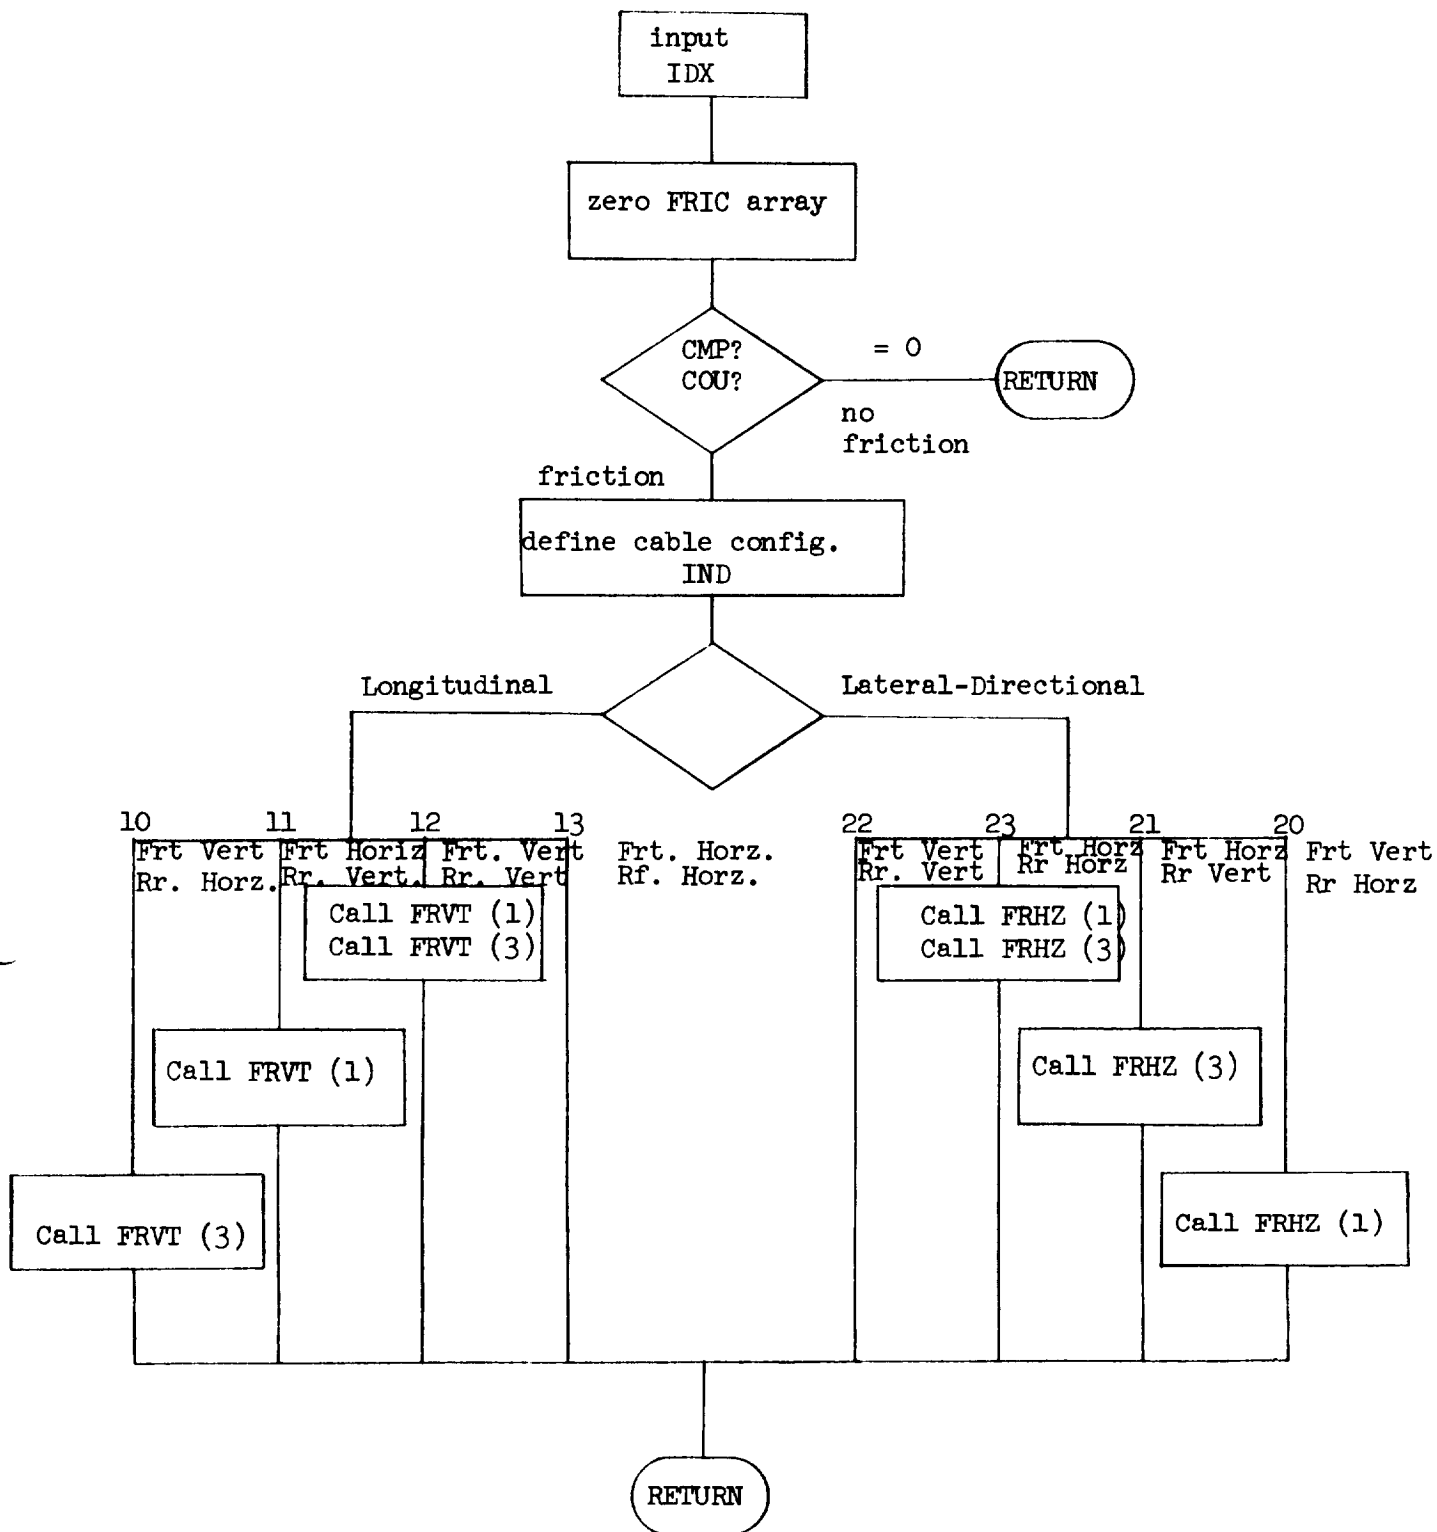 input
IDX
zero FRIC array
CMP?
COU?
= 0
RETURN
no
friction
friction
define cable config.
IND
Longitudinal
Lateral-Directional
10
11
12
13
22
23
21
20
Frt Vert
Rr. Horz.
Frt Horiz
Rr. Vert.
Frt. Vert
Rr. Vert
Frt. Horz.
Rf. Horz.
Frt Vert
Rr. Vert
Frt Horz
Rr Horz
Frt Horz
Rr Vert
Frt Vert
Rr Horz
Call FRVT (1)
Call FRVT (3)
Call FRHZ (1)
Call FRHZ (3)
Call FRVT (1)
Call FRHZ (3)
Call FRVT (3)
Call FRHZ (1)
RETURN